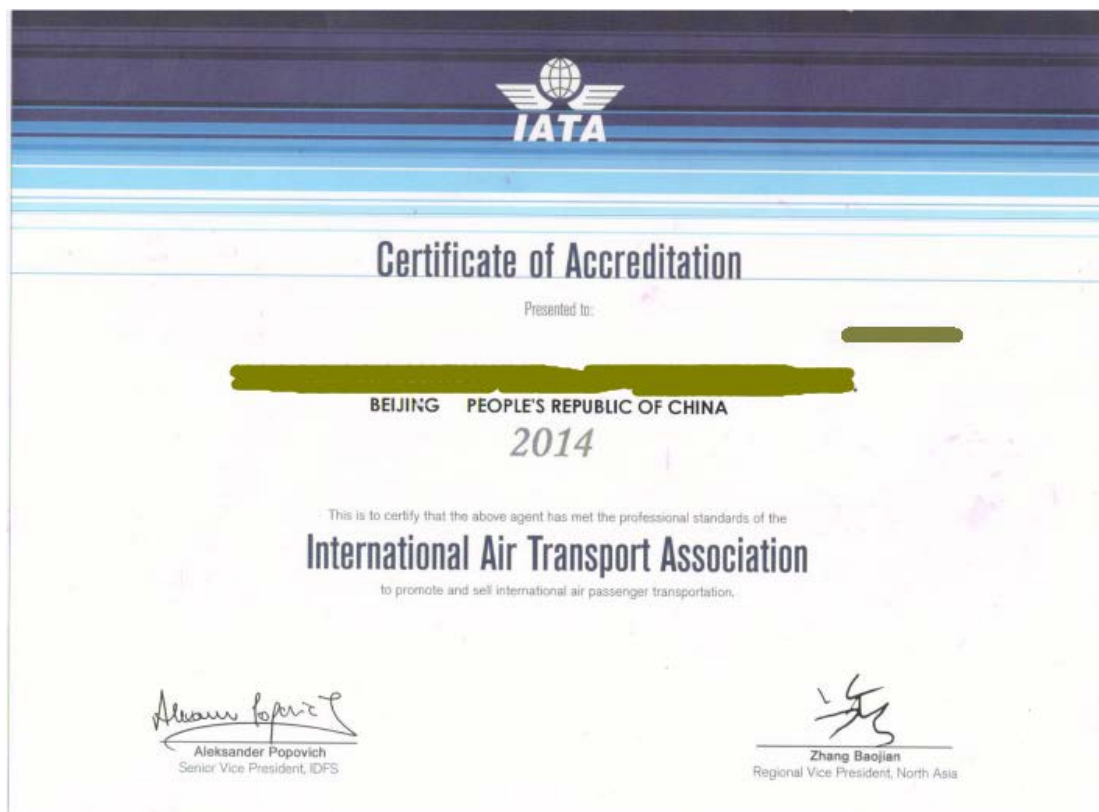 IATA
Certificate of Accreditation
Presented to:
BEIJING PEOPLE'S REPUBLIC OF CHINA
2014
This is to certify that the above agent has met the professional standards of the
International Air Transport Association
to promote and sell international air passenger transportation.
Aleksander Popovich
Senior Vice President, IDFS
Zhang Baojian
Regional Vice President, North Asia